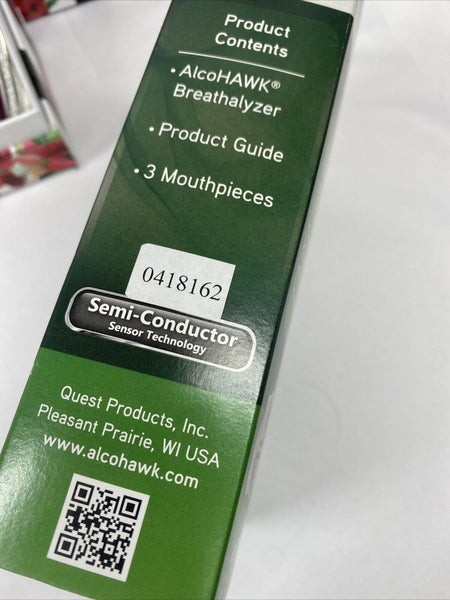 Product
Contents
• AlcoHAWK®
Breathalyzer
• Product Guide
• 3 Mouthpieces
0418162
Semi-Conductor
Sensor Technology
Quest Products, Inc.
Pleasant Prairie, WI USA
www.alcohawk.com